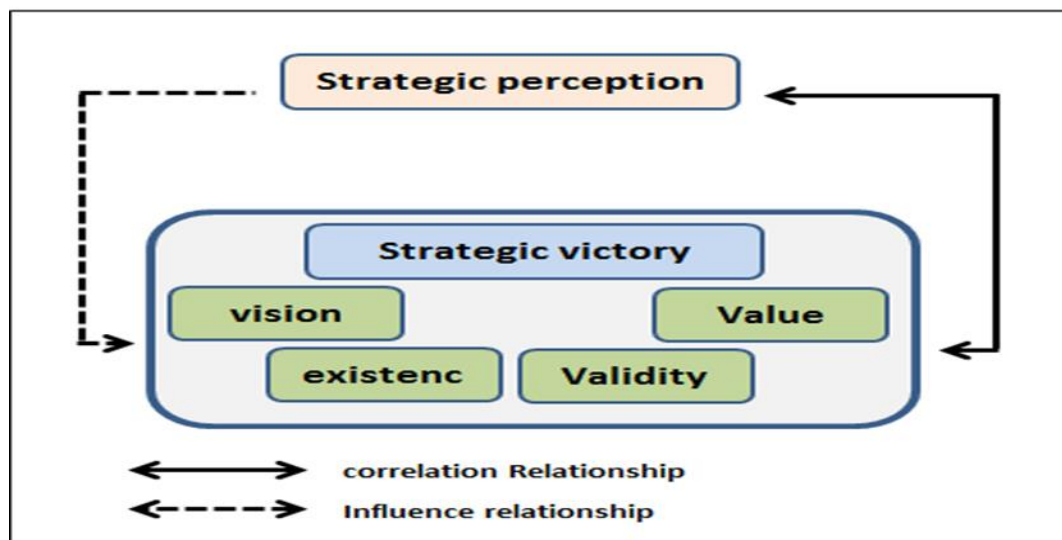 Strategic perception
Strategic victory
vision
Value
existenc
Validity
correlation Relationship
Influence relationship